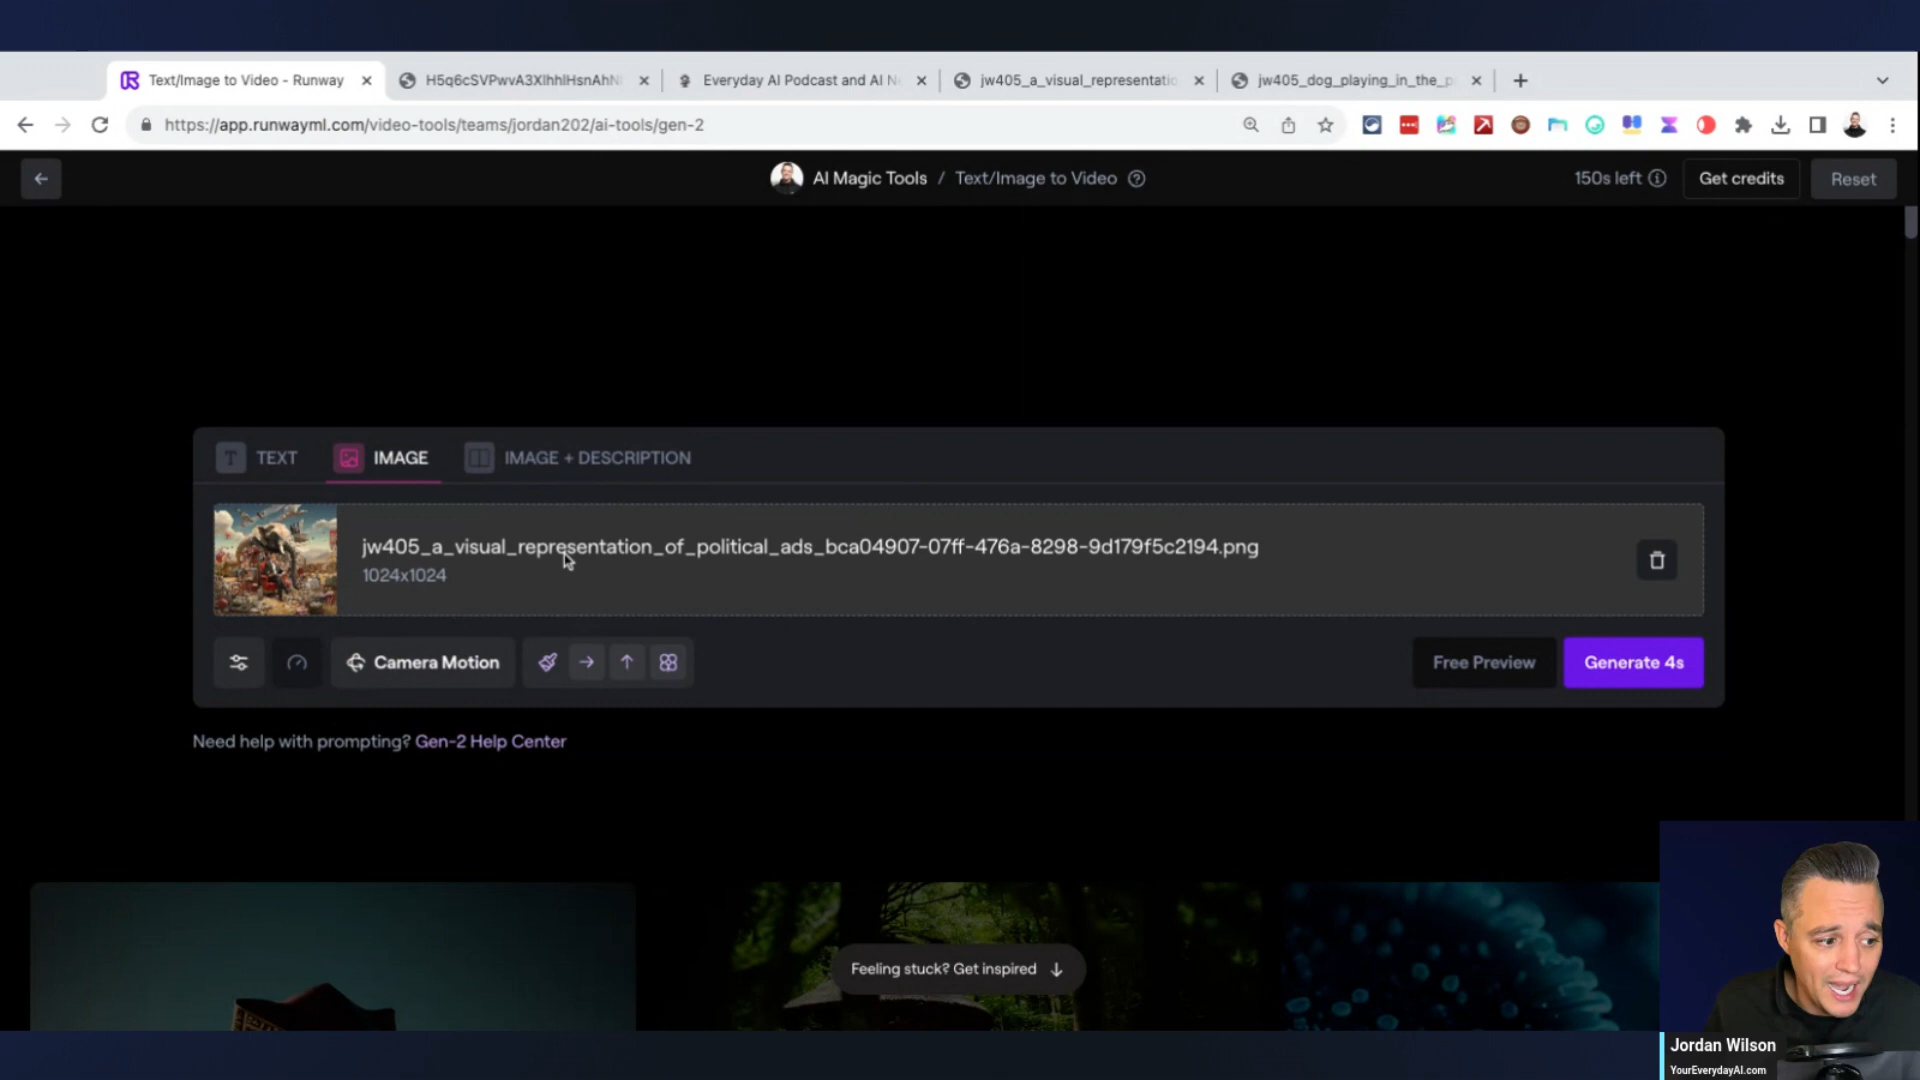 Text/Image to Video - Runway
H5q6cSVPwvA3XlhhIHsnAhN
Everyday AI Podcast and AI N
jw405_a_visual_representatio
jw405_dog_playing_in_the_p
https://app.runwayml.com/video-tools/teams/jordan202/ai-tools/gen-2
AI Magic Tools / Text/Image to Video
150s left
Get credits
Reset
TEXT
IMAGE
IMAGE + DESCRIPTION
jw405_a_visual_representation_of_political_ads_bca04907-07ff-476a-8298-9d179f5c2194.png
1024x1024
Camera Motion
Free Preview
Generate 4s
Need help with prompting? Gen-2 Help Center
Feeling stuck? Get inspired
Jordan Wilson
YourEverydayAI.com